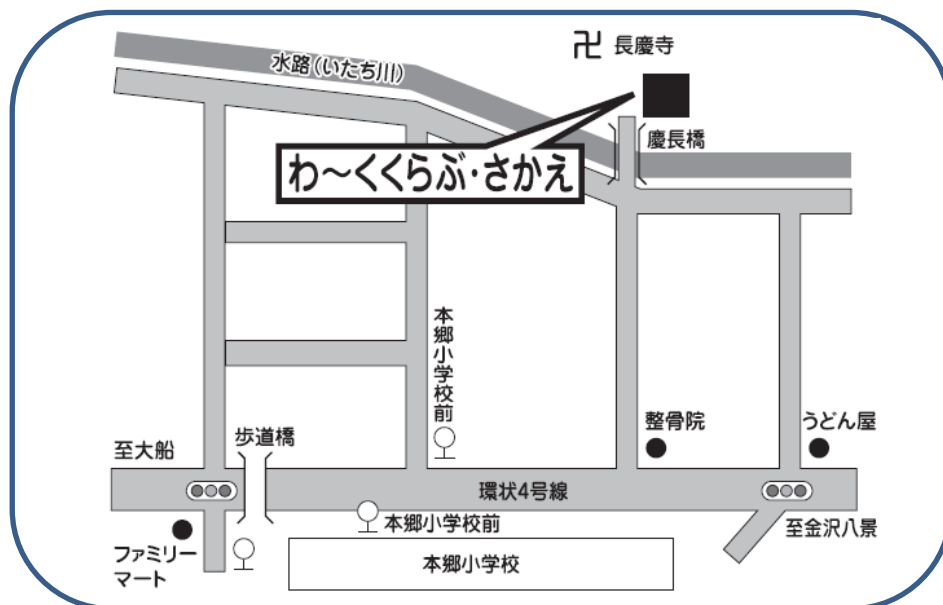 卍 長慶寺
水路(いたち川)
慶長橋
わ～くくらぶ・さかえ
本郷小学校前
整骨院
うどん屋
歩道橋
至大船
環状4号線
本郷小学校前
至金沢八景
ファミリー
マート
本郷小学校